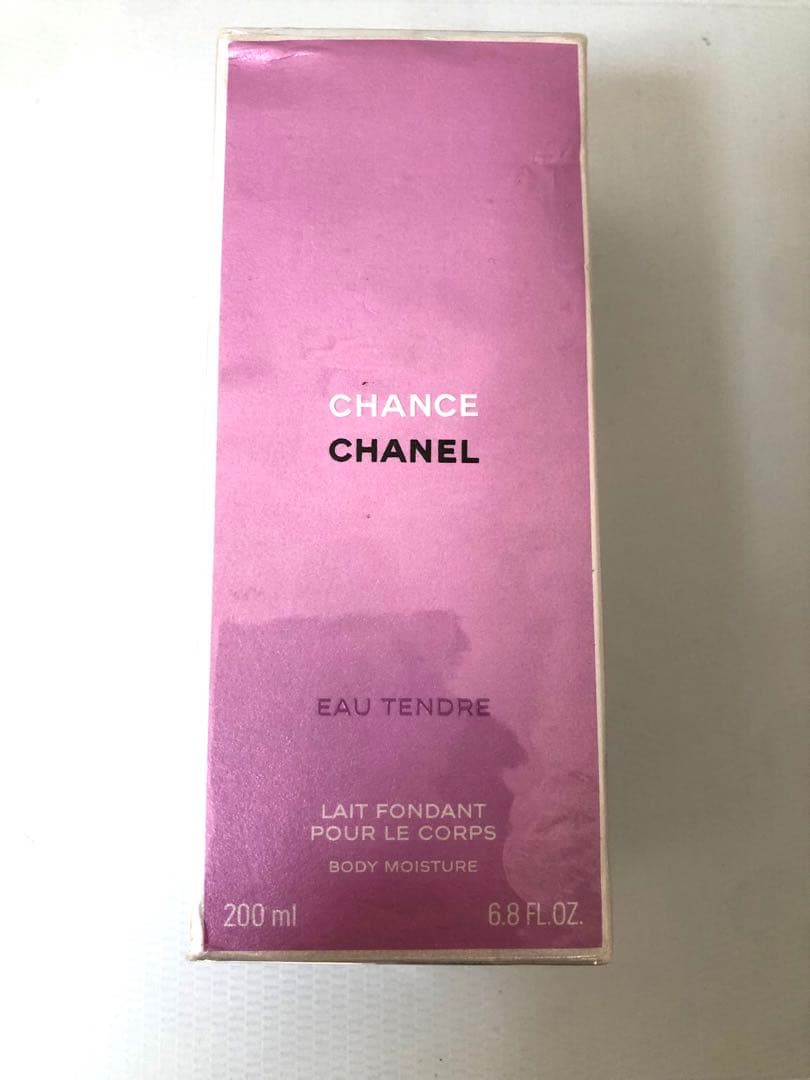 CHANCE
CHANEL
EAU TENDRE
LAIT FONDANT
POUR LE CORPS
BODY MOISTURE
200 ml 6.8 FL.OZ.